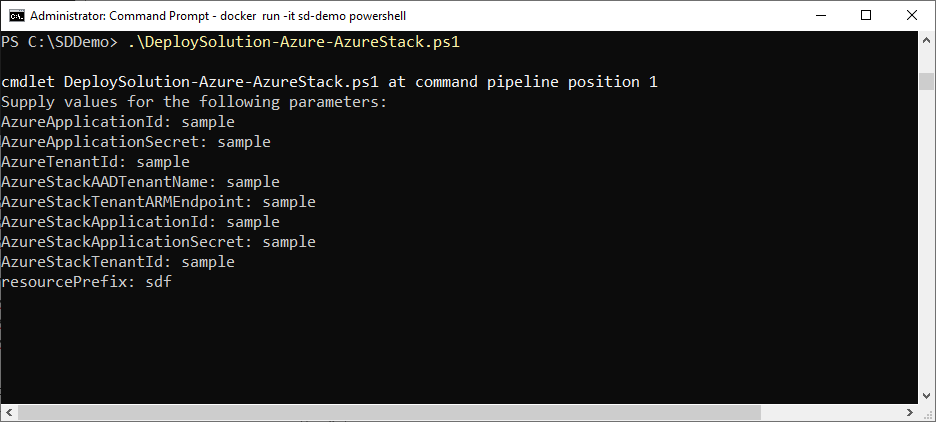 Administrator: Command Prompt - docker run -it sd-demo powershell
PS C:\SDDemo> .\DeploySolution-Azure-AzureStack.ps1
cmdlet DeploySolution-Azure-AzureStack.ps1 at command pipeline position 1
Supply values for the following parameters:
AzureApplicationId: sample
AzureApplicationSecret: sample
AzureTenantId: sample
AzureStackAADTenantName: sample
AzureStackTenantARMEndpoint: sample
AzureStackApplicationId: sample
AzureStackApplicationSecret: sample
AzureStackTenantId: sample
resourcePrefix: sdf